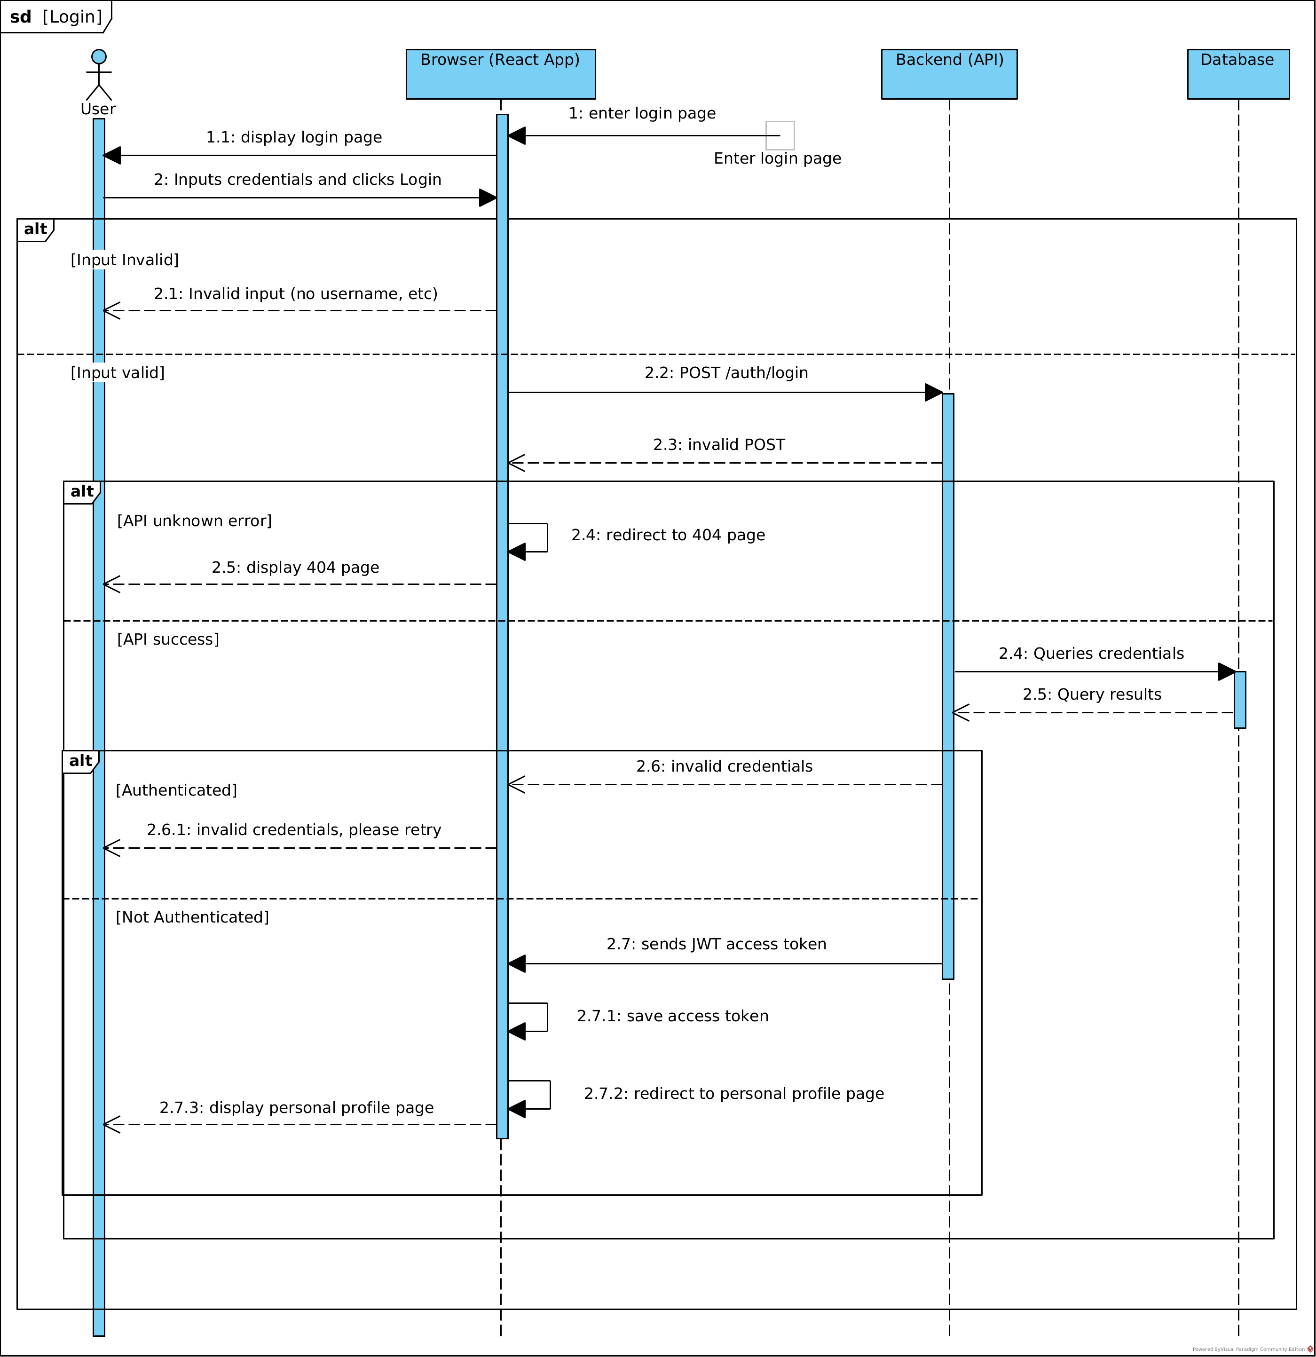 sd [Login]
User
Browser (React App)
Backend (API)
Database
1: enter login page
Enter login page
1.1: display login page
2: Inputs credentials and clicks Login
alt
[Input Invalid]
2.1: Invalid input (no username, etc)
[Input valid]
2.2: POST /auth/login
2.3: invalid POST
alt
[API unknown error]
2.4: redirect to 404 page
2.5: display 404 page
[API success]
2.4: Queries credentials
2.5: Query results
alt
2.6: invalid credentials
[Authenticated]
2.6.1: invalid credentials, please retry
[Not Authenticated]
2.7: sends JWT access token
2.7.1: save access token
2.7.2: redirect to personal profile page
2.7.3: display personal profile page
Powered By Visual Paradigm Community Edition